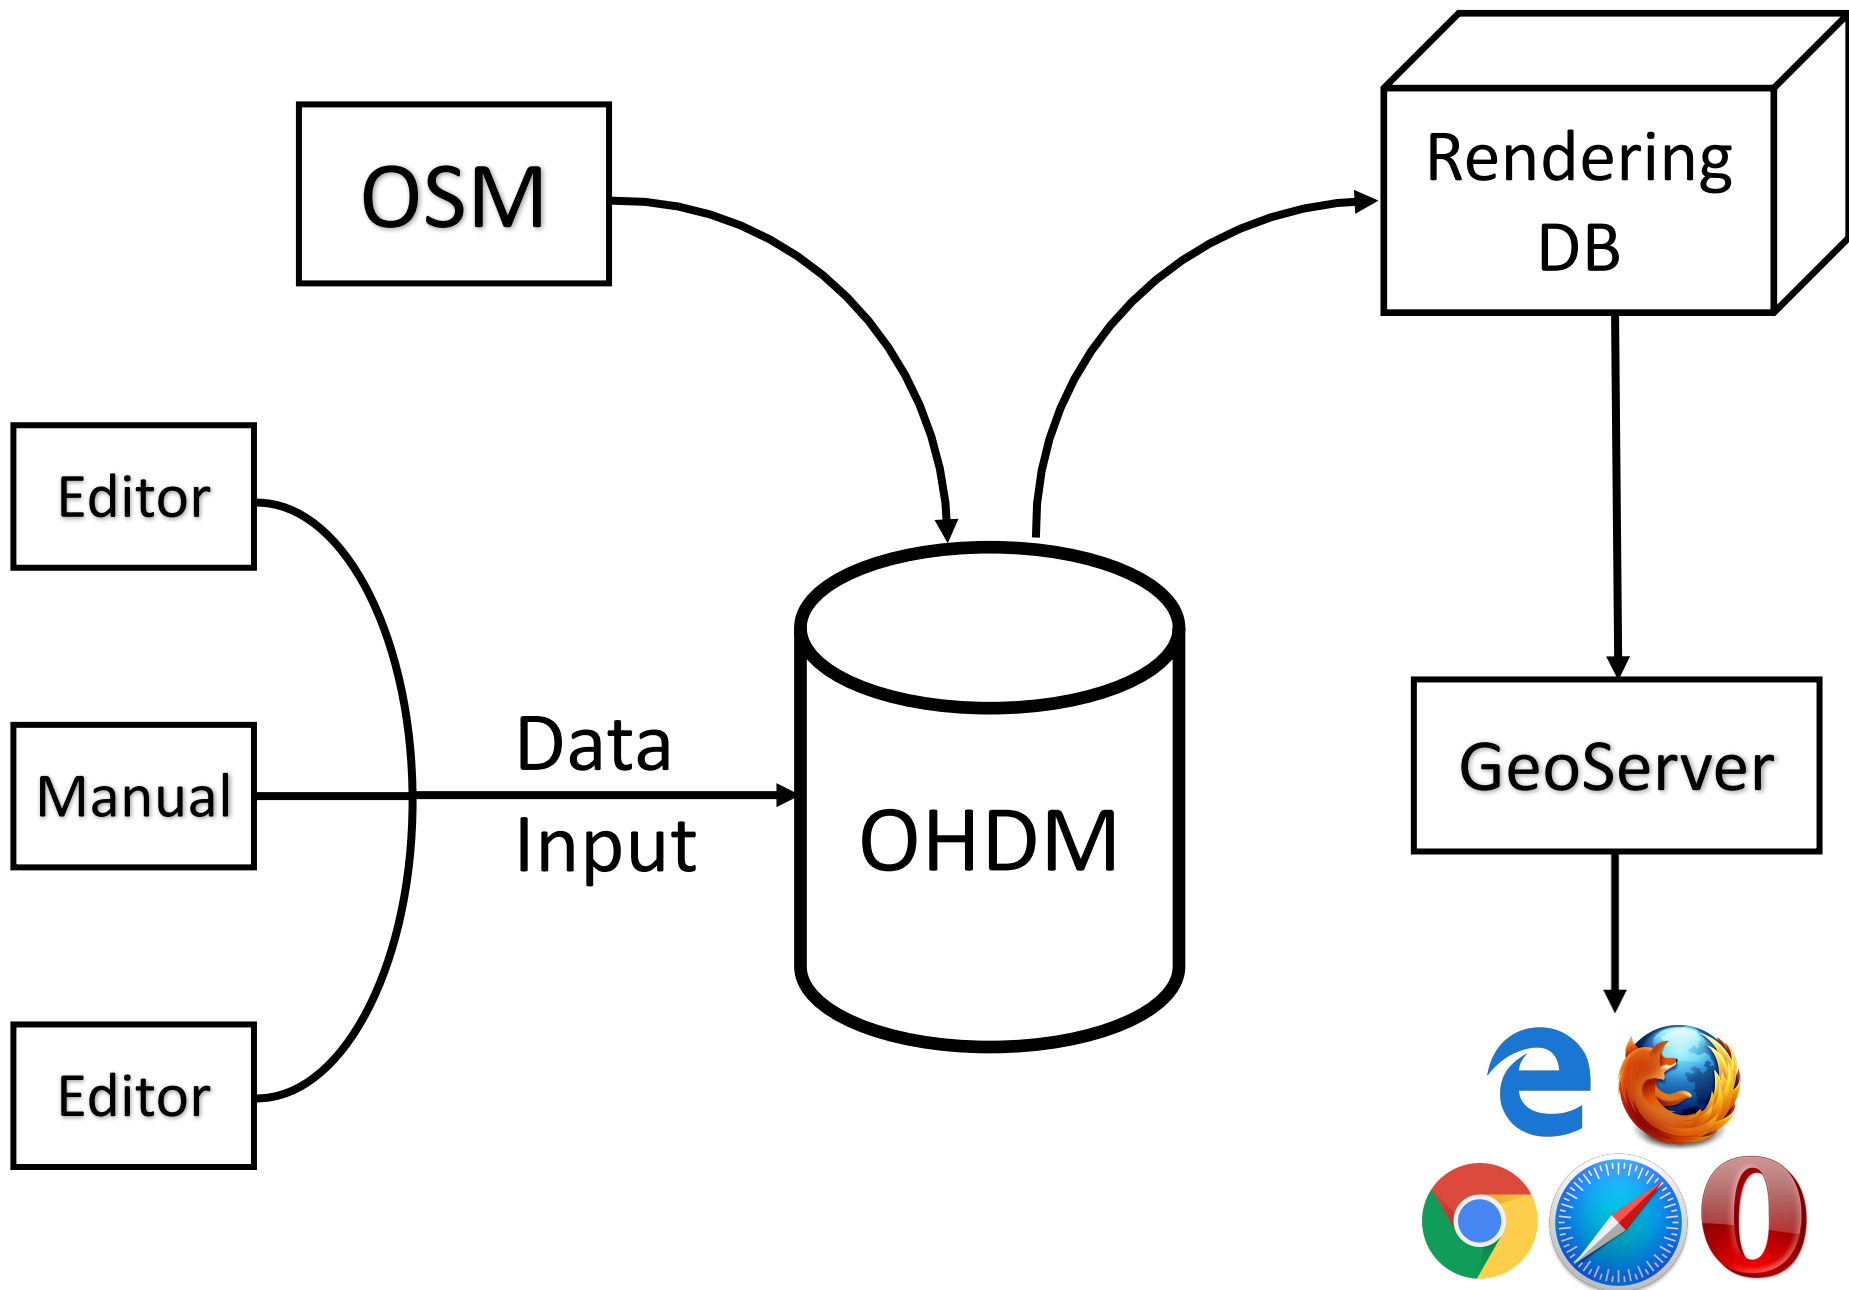 OSM
Rendering
DB
Editor
Manual
Editor
Data
Input
OHDM
GeoServer